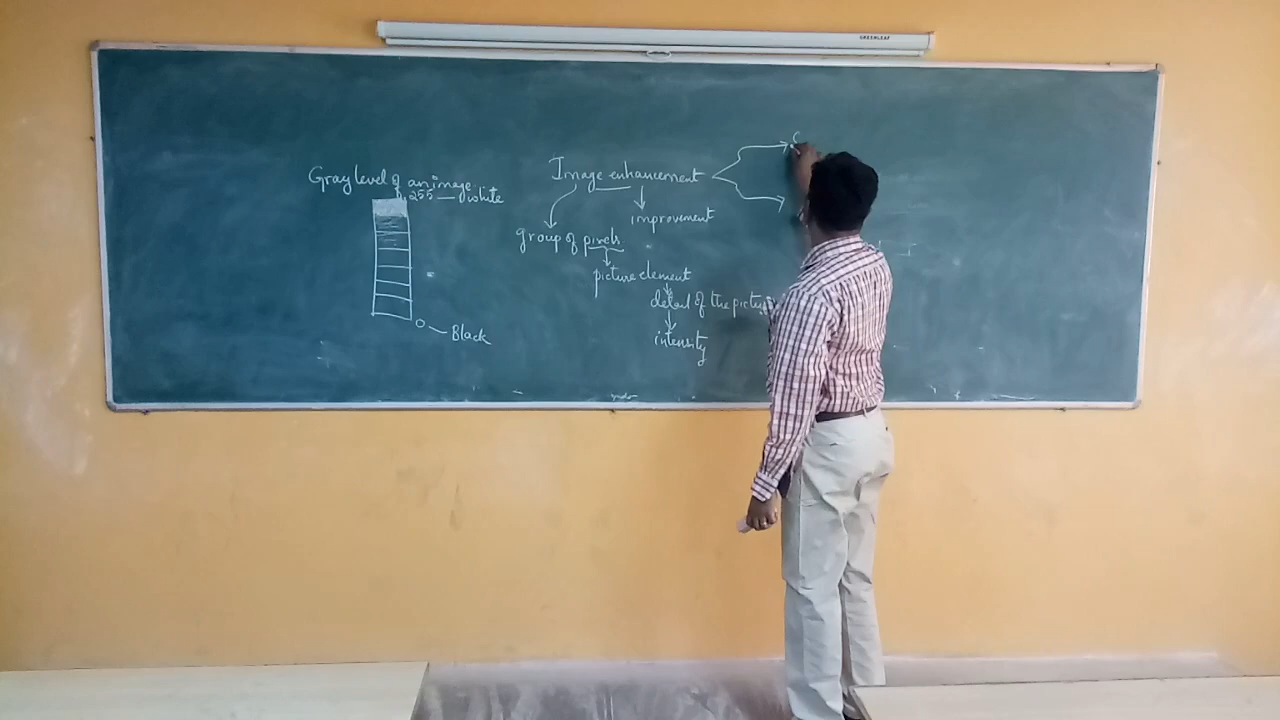 GREENLEAF
Gray level of an image
255 — white
0 — Black
Image enhancement
improvement
group of pixels
picture element
detail of the picture
intensity